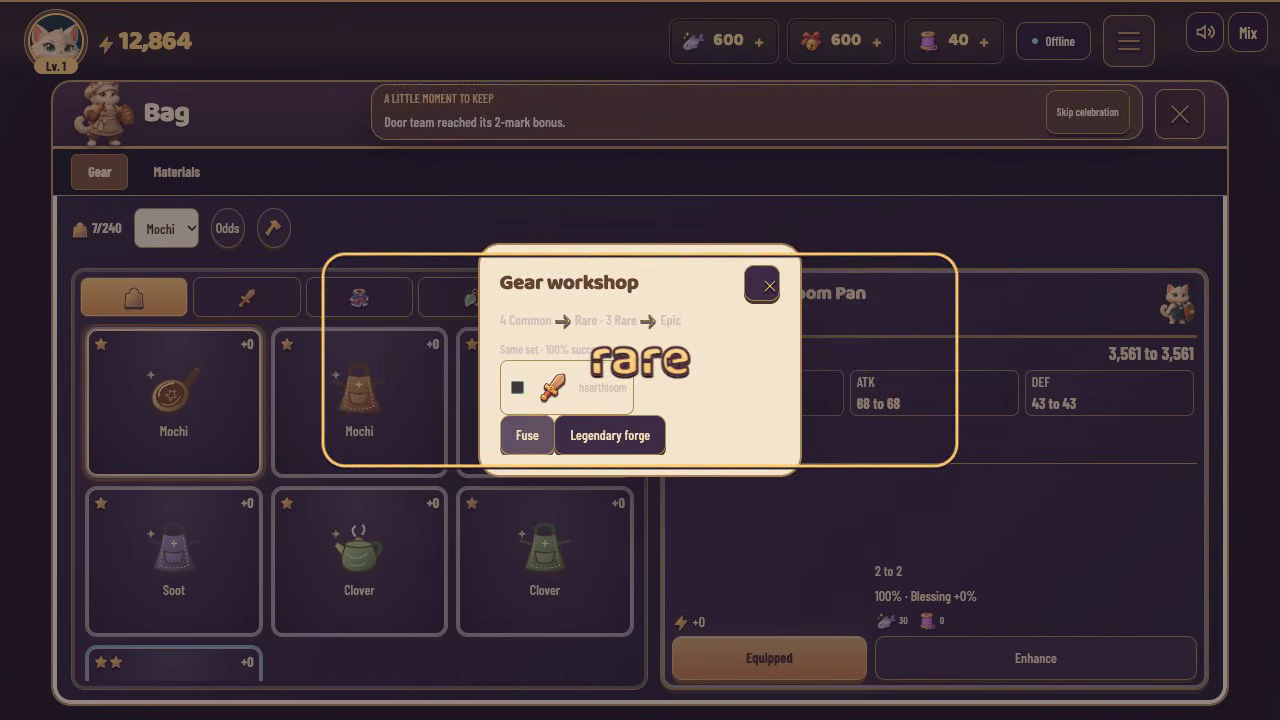 Lv. 1
12,864
600 +
600 +
40 +
Offline
Mix
Bag
A LITTLE MOMENT TO KEEP
Door team reached its 2-mark bonus.
Skip celebration
Gear
Materials
7/240
Mochi
Odds
+0
Mochi
+0
Mochi
+0
Soot
+0
Clover
+0
Clover
+0
Gear workshop
4 Common → Rare · 3 Rare → Epic
Same set · 100%
rare
hearthloom
Fuse
Legendary forge
Pan
3,561 to 3,561
ATK
68 to 68
DEF
43 to 43
2 to 2
100% · Blessing +0%
30
0
+0
Equipped
Enhance